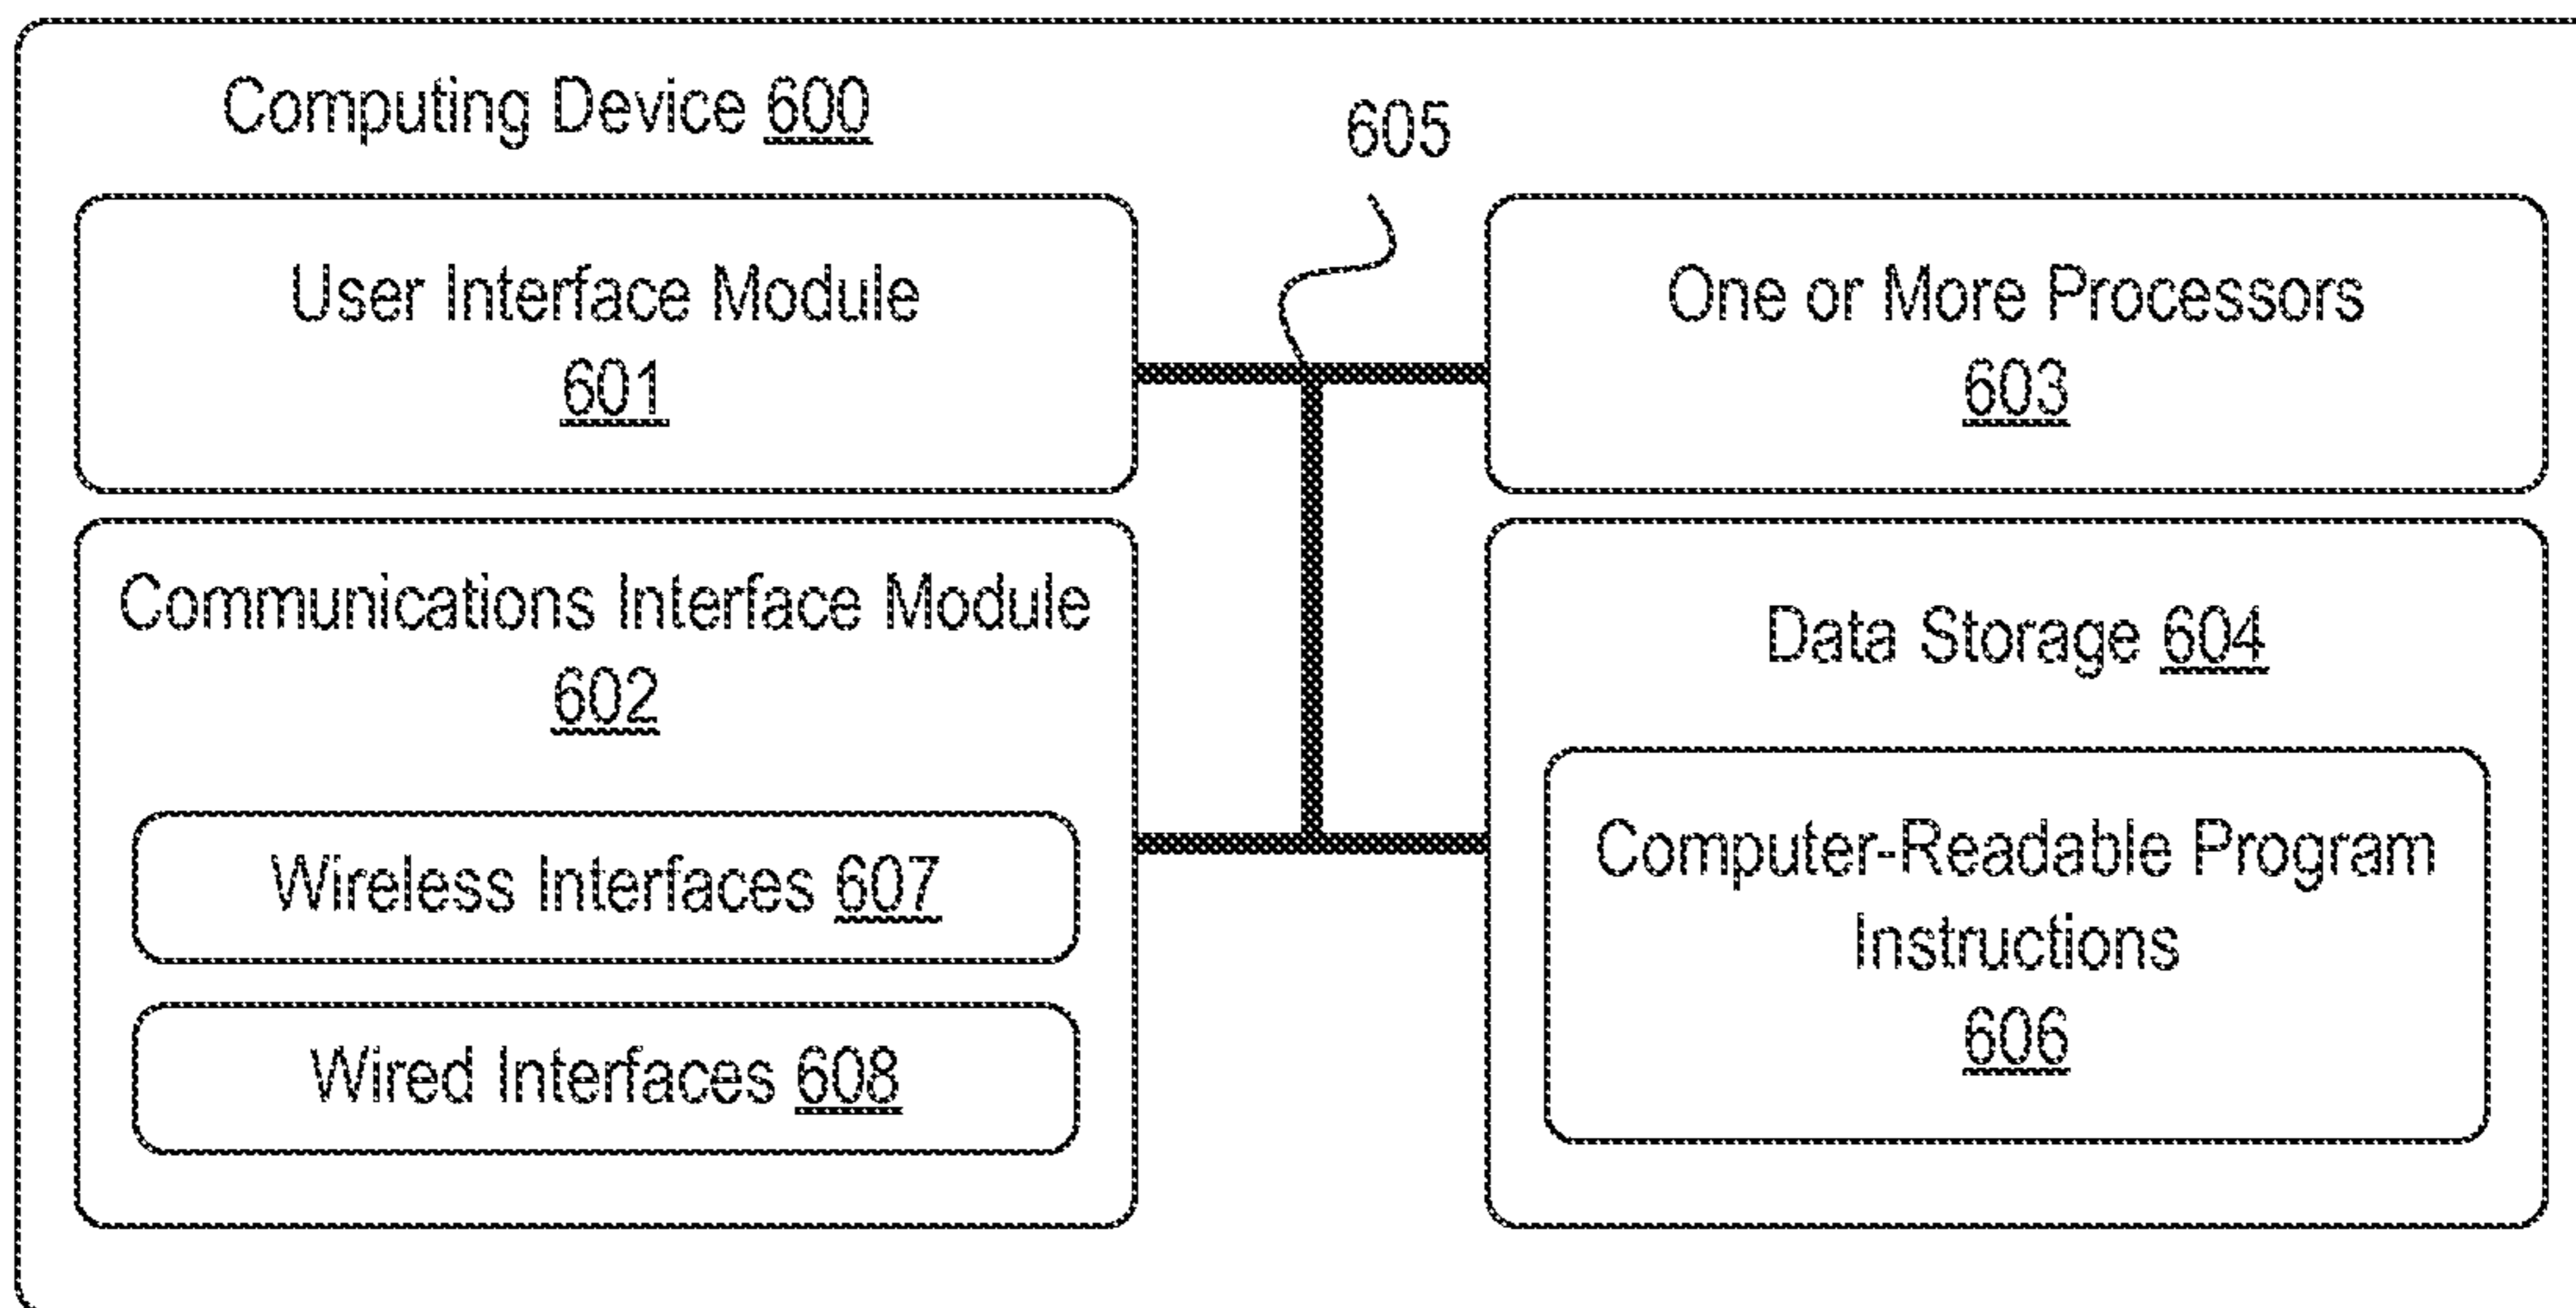 Computing Device 600
605
User Interface Module
601
One or More Processors
603
Communications Interface Module
602
Wireless Interfaces 607
Wired Interfaces 608
Data Storage 604
Computer-Readable Program
Instructions
606